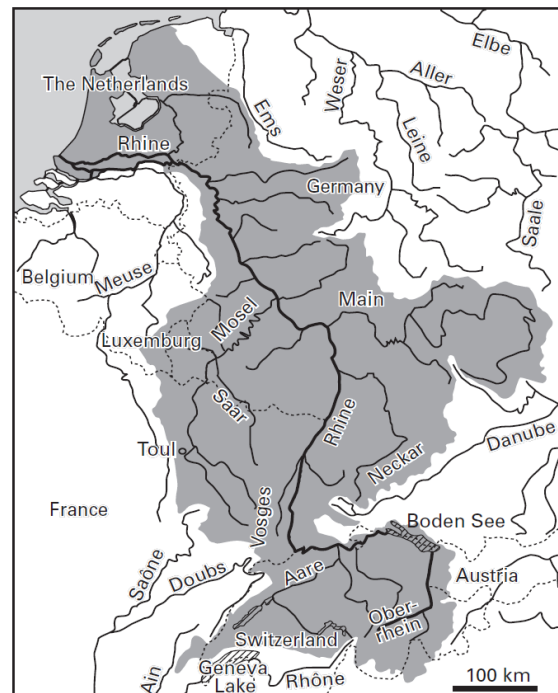 Elbe
Weser
Aller
The Netherlands
Ems
Leine
Rhine
Germany
Saale
Belgium
Meuse
Mosel
Main
Luxemburg
Saar
Rhine
Toul
Neckar
Danube
France
Vosges
Boden See
Saône
Doubs
Aare
Austria
Ober-
rhein
Switzerland
Ain
Geneva
Lake
Rhône
100 km